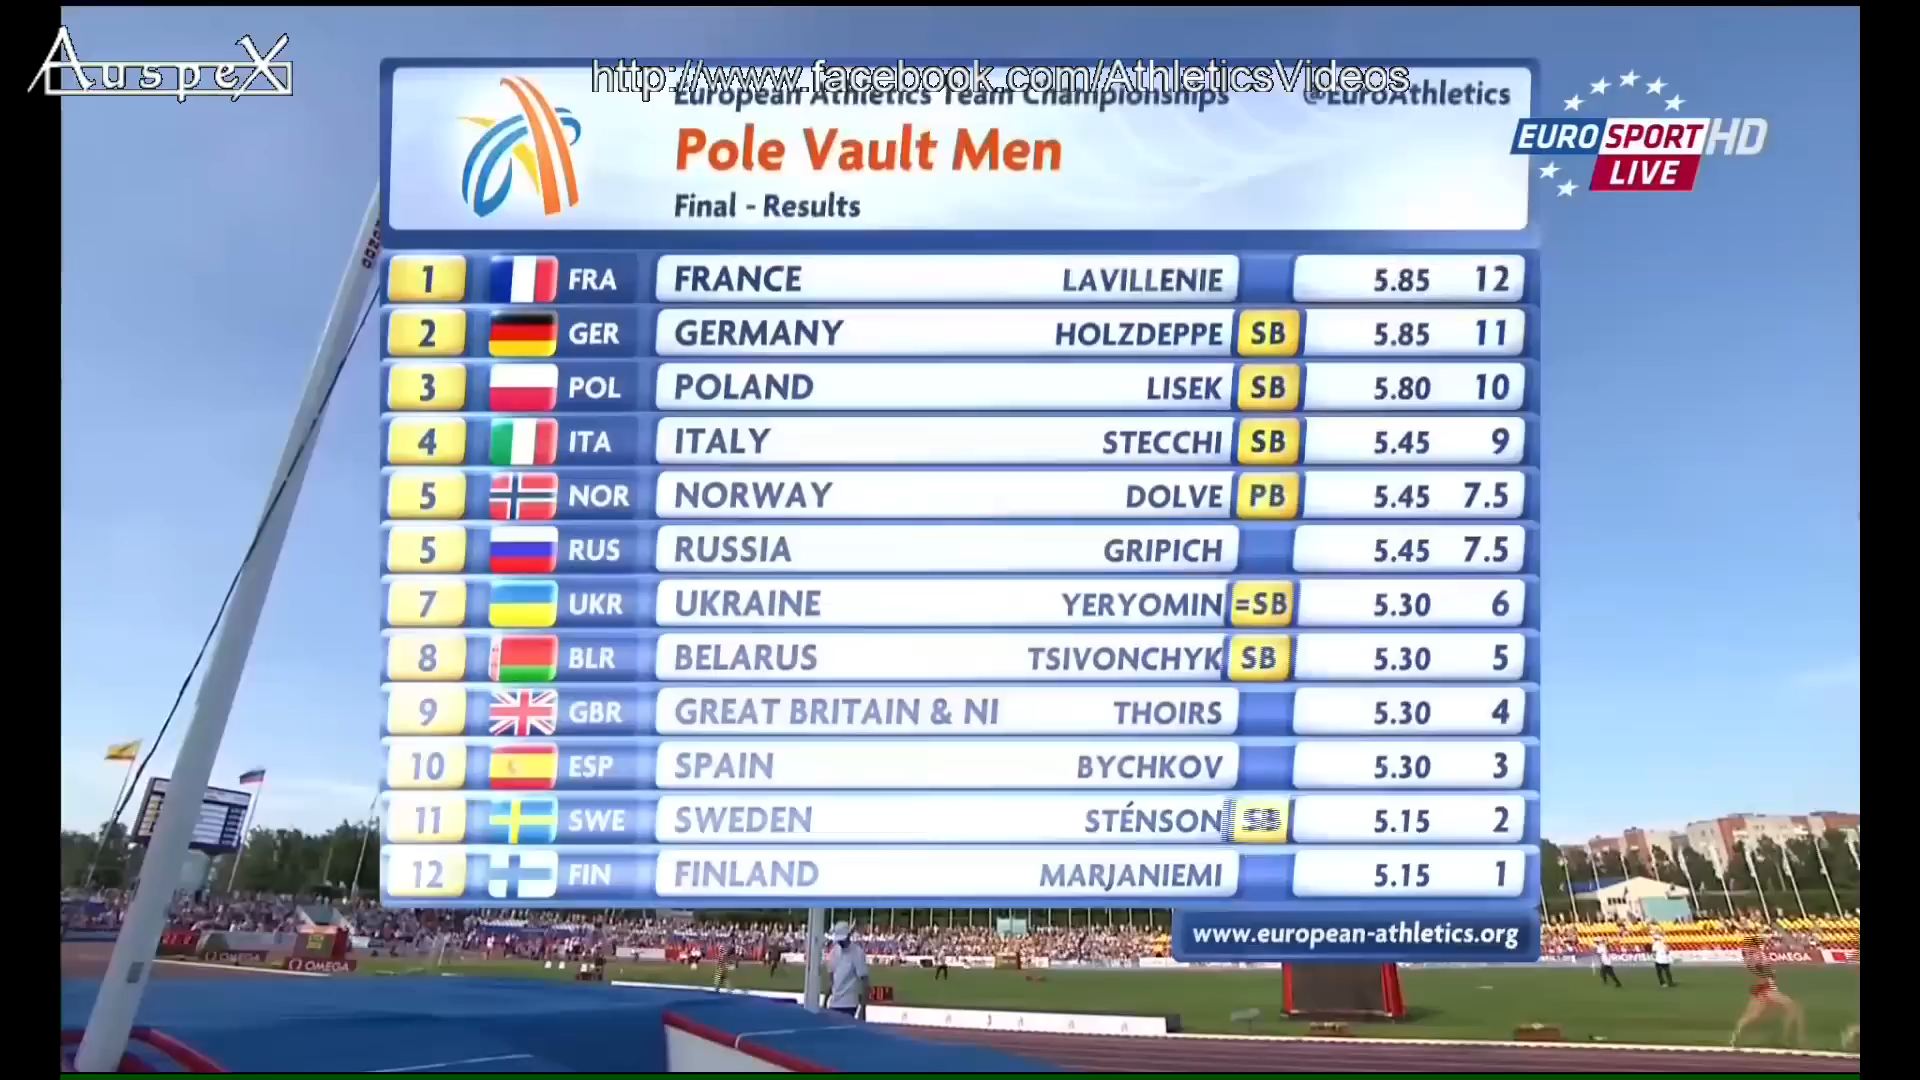 AuspeX
http://www.facebook.com/AthleticsVideos
European Athletics Team Championships @EuroAthletics
Pole Vault Men
Final - Results
EUROSPORT HD
LIVE
1 FRA FRANCE LAVILLENIE 5.85 12
2 GER GERMANY HOLZDEPPE SB 5.85 11
3 POL POLAND LISEK SB 5.80 10
4 ITA ITALY STECCHI SB 5.45 9
5 NOR NORWAY DOLVE PB 5.45 7.5
5 RUS RUSSIA GRIPICH 5.45 7.5
7 UKR UKRAINE YERYOMIN =SB 5.30 6
8 BLR BELARUS TSIVONCHYK SB 5.30 5
9 GBR GREAT BRITAIN & NI THOIRS 5.30 4
10 ESP SPAIN BYCHKOV 5.30 3
11 SWE SWEDEN STÉNSON SB 5.15 2
12 FIN FINLAND MARJANIEMI 5.15 1
www.european-athletics.org
OMEGA
OMEGA
OMEGA